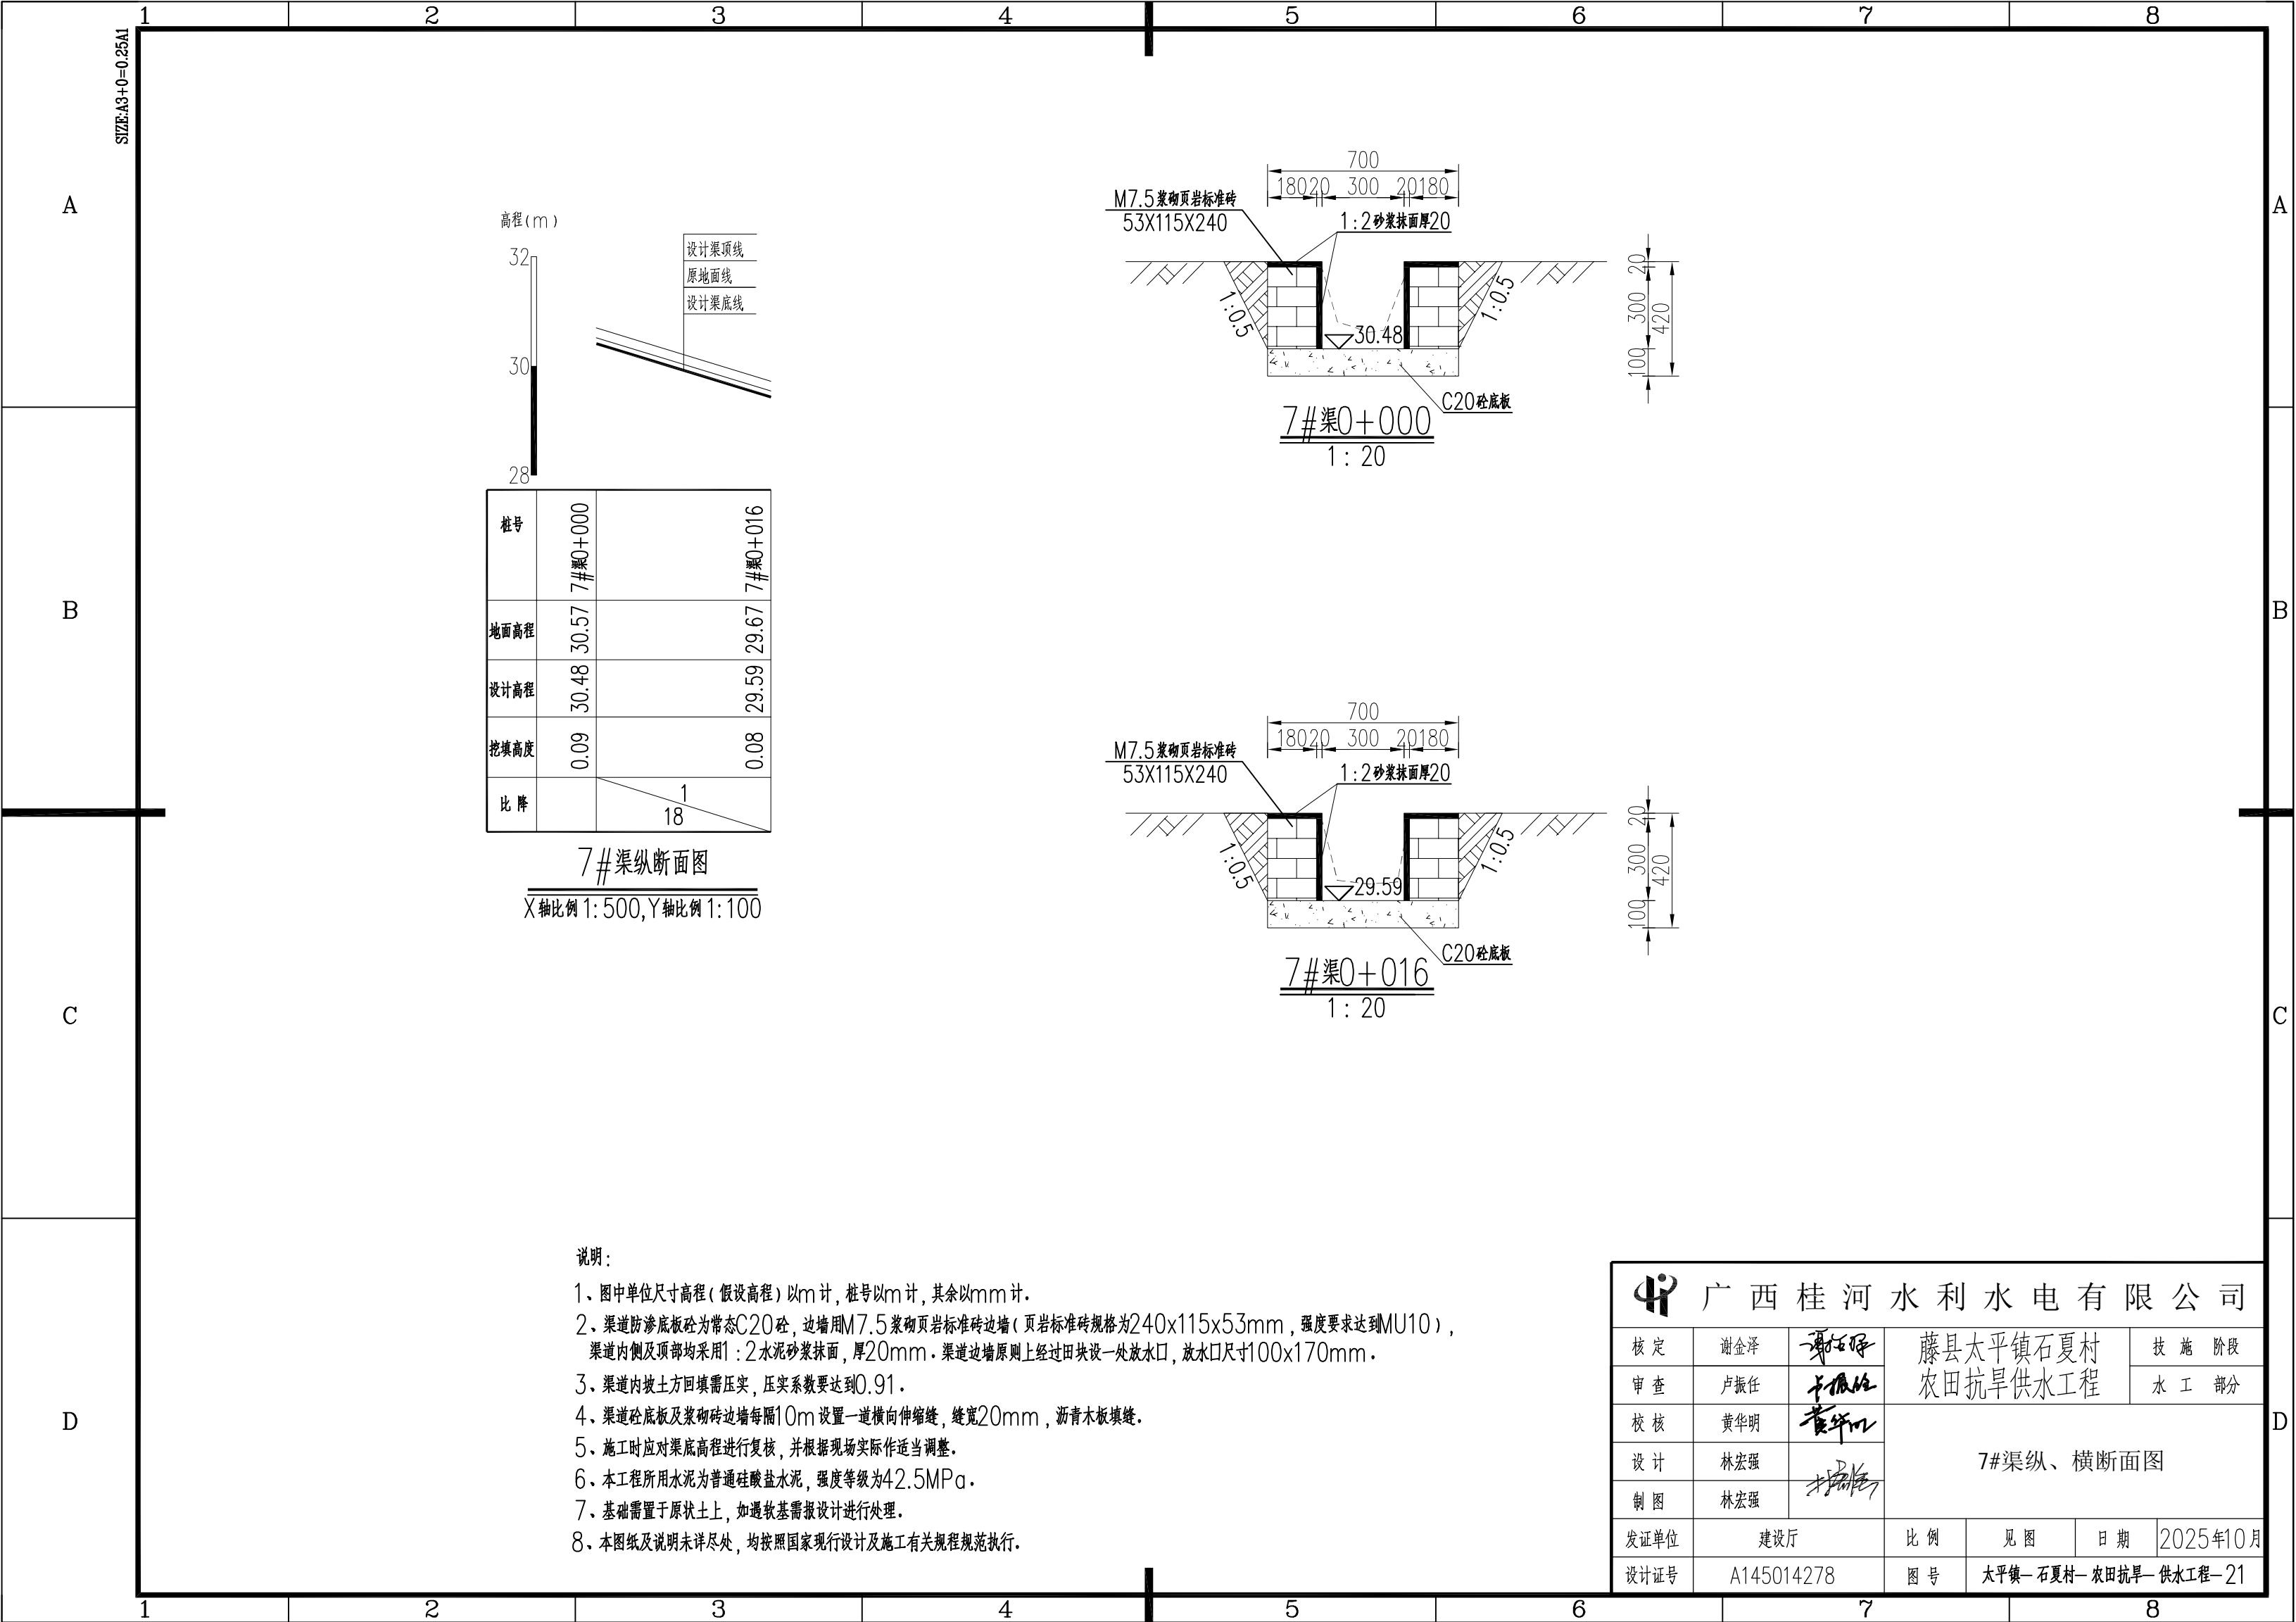 1 2 3 4 5 6 7 8
SIZE:A3+0=0.25A1
A
B
C
D
高程(m)
32
30
28
设计渠顶线
原地面线
设计渠底线
桩号 7#渠0+000 7#渠0+016
地面高程 30.57 29.67
设计高程 30.48 29.59
挖填高度 0.09 0.08
比降 1 18
7#渠纵断面图
X轴比例1:500,Y轴比例1:100
700
180 20 300 20 180
M7.5浆砌页岩标准砖
53X115X240
1:2砂浆抹面厚20
1:0.5
1:0.5
30.48
C20砼底板
20
300
100
420
7#渠0+000
1: 20
700
180 20 300 20 180
M7.5浆砌页岩标准砖
53X115X240
1:2砂浆抹面厚20
1:0.5
1:0.5
29.59
C20砼底板
20
300
100
420
7#渠0+016
1: 20
说明:
1、图中单位尺寸高程(假设高程)以m计,桩号以m计,其余以mm计.
2、渠道防渗底板砼为常态C20砼,边墙用M7.5浆砌页岩标准砖边墙(页岩标准砖规格为240x115x53mm,强度要求达到MU10),
渠道内侧及顶部均采用1:2水泥砂浆抹面,厚20mm.渠道边墙原则上经过田块设一处放水口,放水口尺寸100x170mm.
3、渠道内坡土方回填需压实,压实系数要达到0.91.
4、渠道砼底板及浆砌砖边墙每隔10m设置一道横向伸缩缝,缝宽20mm,沥青木板填缝.
5、施工时应对渠底高程进行复核,并根据现场实际作适当调整.
6、本工程所用水泥为普通硅酸盐水泥,强度等级为42.5MPa.
7、基础需置于原状土上,如遇软基需报设计进行处理.
8、本图纸及说明未详尽处,均按照国家现行设计及施工有关规程规范执行.
广西桂河水利水电有限公司
核定 谢金泽
审查 卢振任 卢振任
校核 黄华明 黄华明
设计 林宏强
制图 林宏强
藤县太平镇石夏村
农田抗旱供水工程
技施 阶段
水工 部分
7#渠纵、横断面图
发证单位 建设厅 比例 见图 日期 2025年10月
设计证号 A145014278 图号 太平镇—石夏村—农田抗旱—供水工程—21
A
B
C
D
1 2 3 4 5 6 7 8